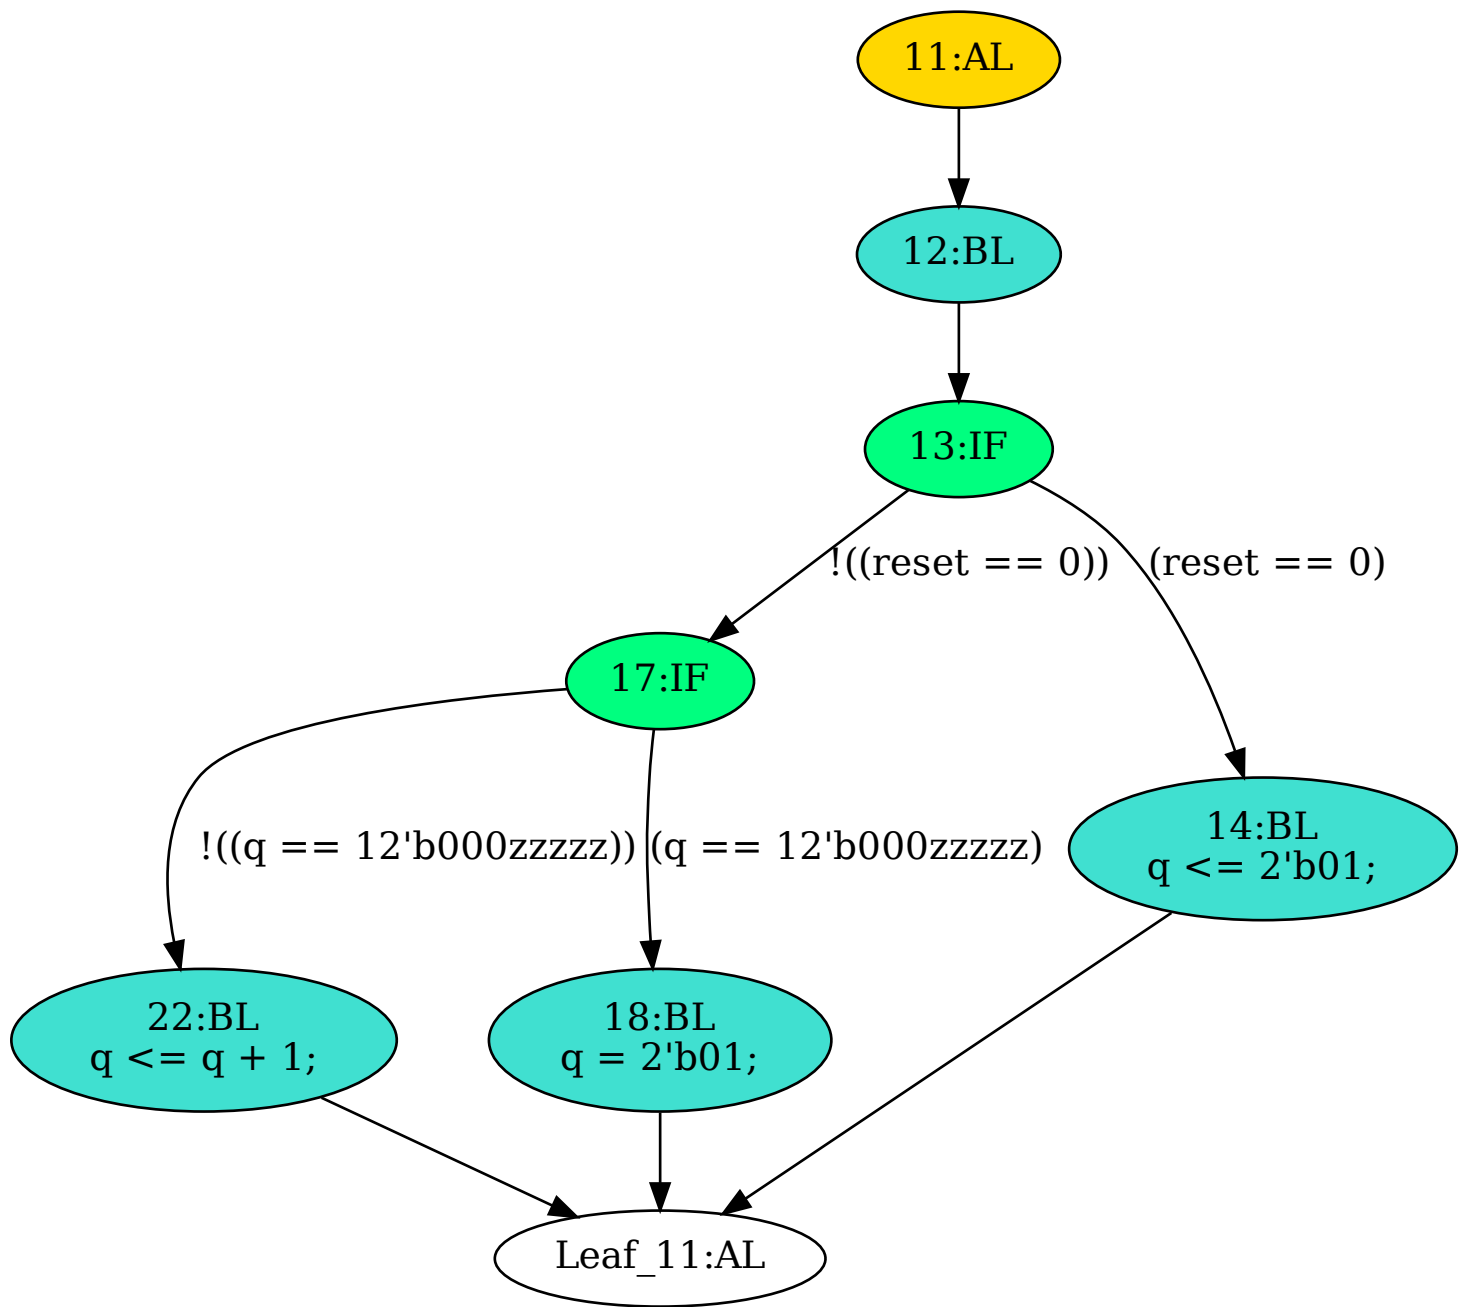 11:AL
12:BL
13:IF
!((reset == 0))
(reset == 0)
17:IF
!((q == 12'b000zzzzz))
(q == 12'b000zzzzz)
14:BL
q <= 2'b01;
22:BL
q <= q + 1;
18:BL
q = 2'b01;
Leaf_11:AL